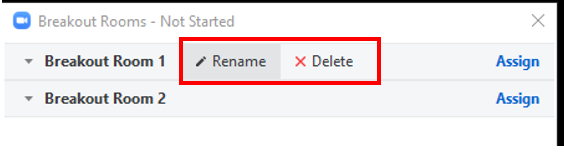 Breakout Rooms - Not Started
Breakout Room 1 Rename Delete Assign
Breakout Room 2 Assign